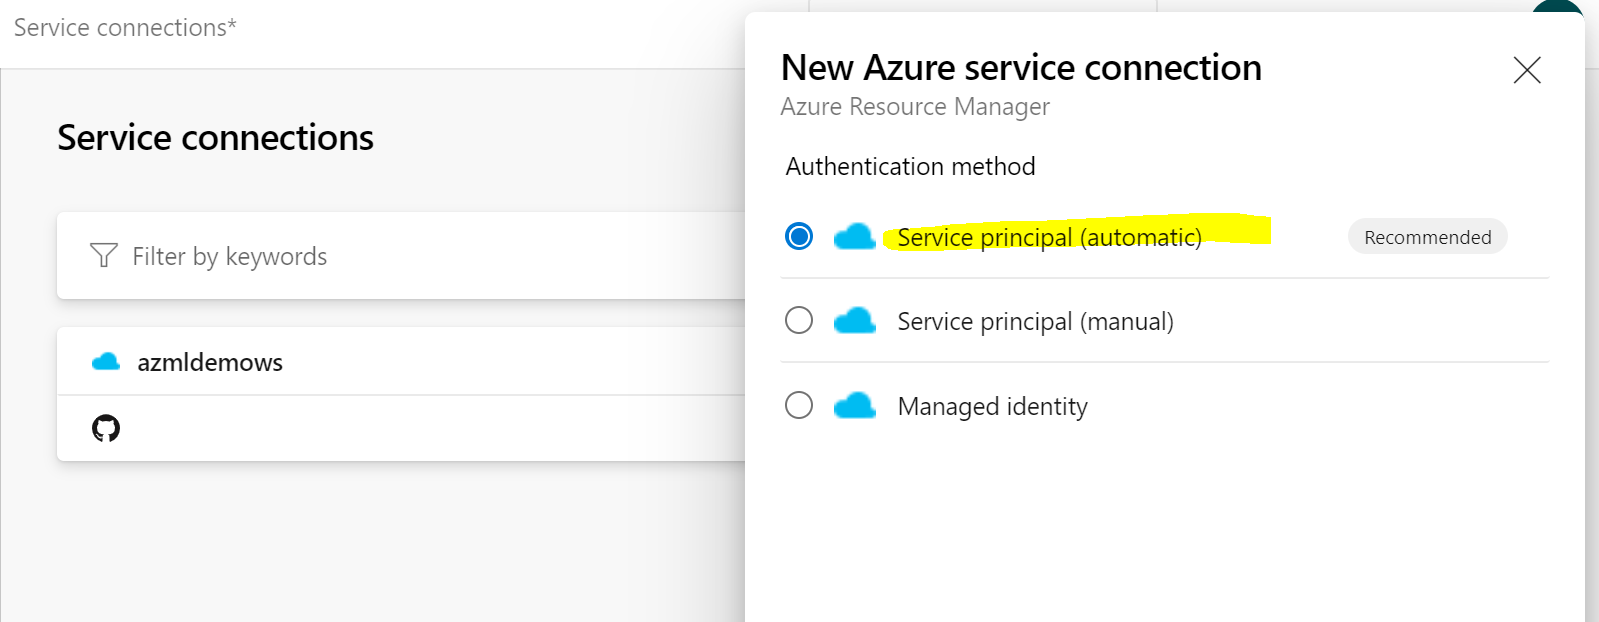 Service connections*
Service connections
Filter by keywords
azmldemows
New Azure service connection
Azure Resource Manager
Authentication method
Service principal (automatic)
Recommended
Service principal (manual)
Managed identity